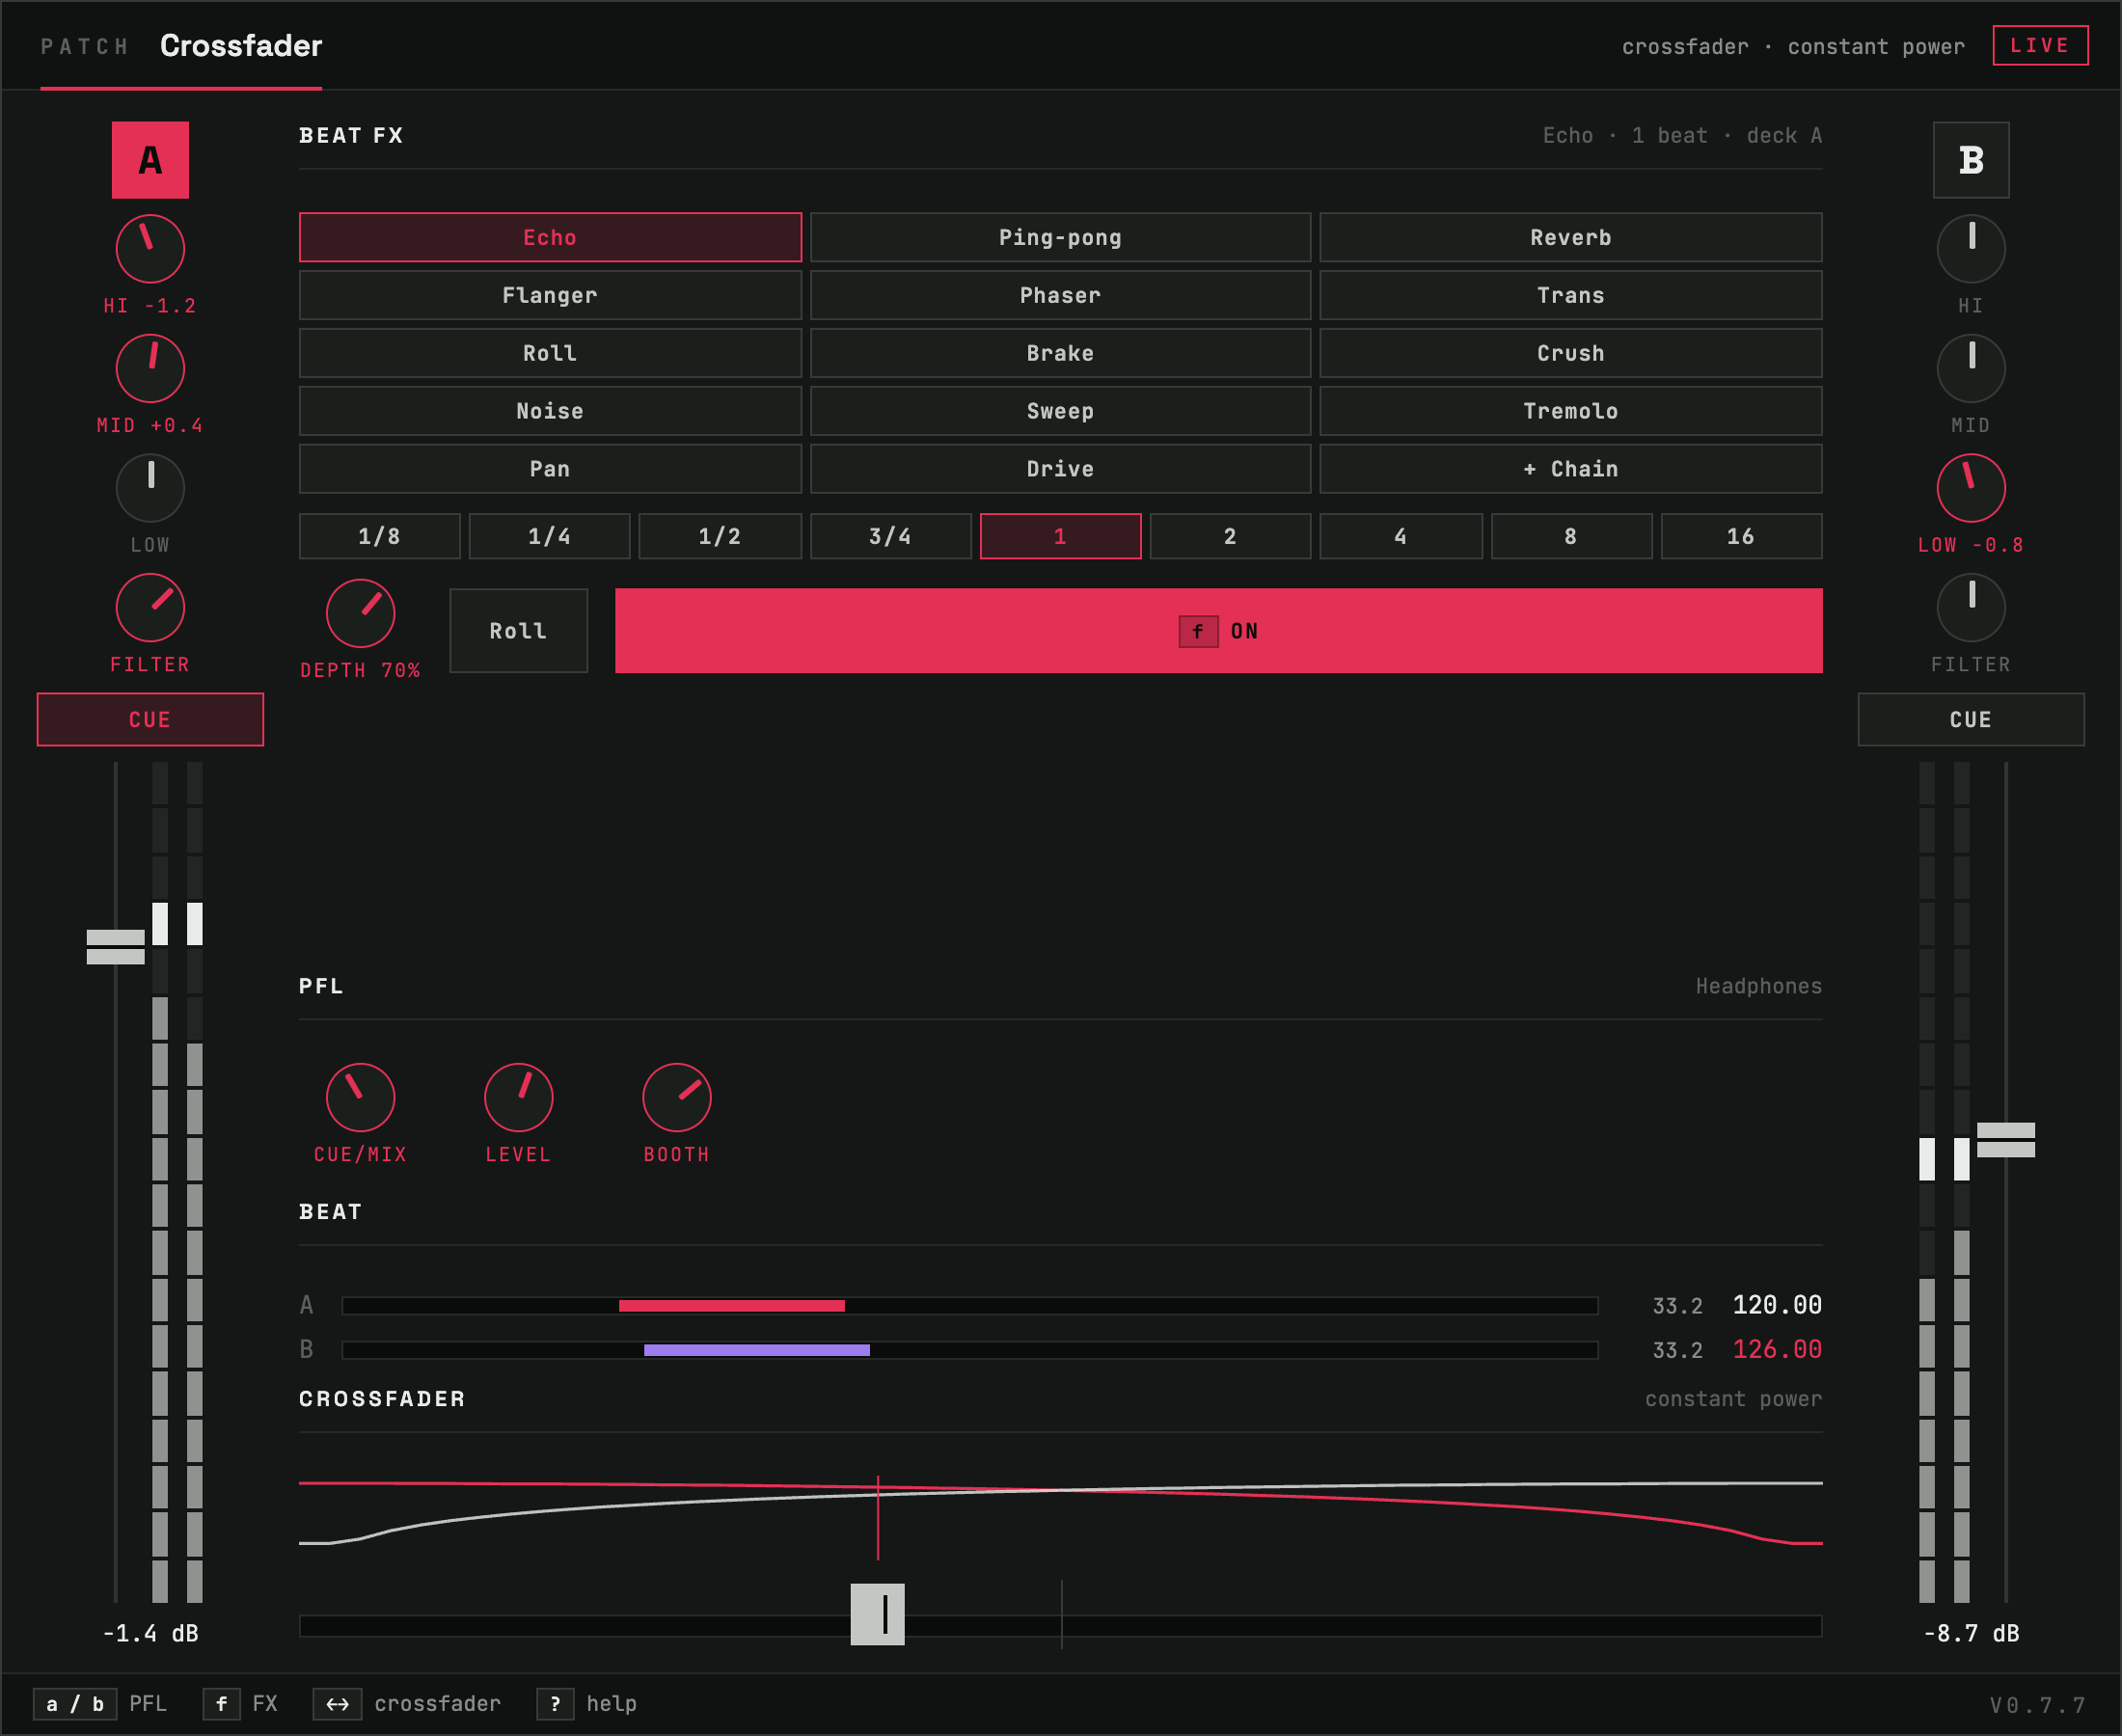 PATCH Crossfader crossfader · constant power LIVE
A
HI -1.2
MID +0.4
LOW
FILTER
CUE
-1.4 dB
BEAT FX Echo · 1 beat · deck A
Echo Ping-pong Reverb
Flanger Phaser Trans
Roll Brake Crush
Noise Sweep Tremolo
Pan Drive + Chain
1/8 1/4 1/2 3/4 1 2 4 8 16
DEPTH 70% Roll f ON
PFL Headphones
CUE/MIX LEVEL BOOTH
BEAT
A 33.2 120.00
B 33.2 126.00
CROSSFADER constant power
B
HI
MID
LOW -0.8
FILTER
CUE
-8.7 dB
a / b PFL f FX ↔ crossfader ? help V0.7.7